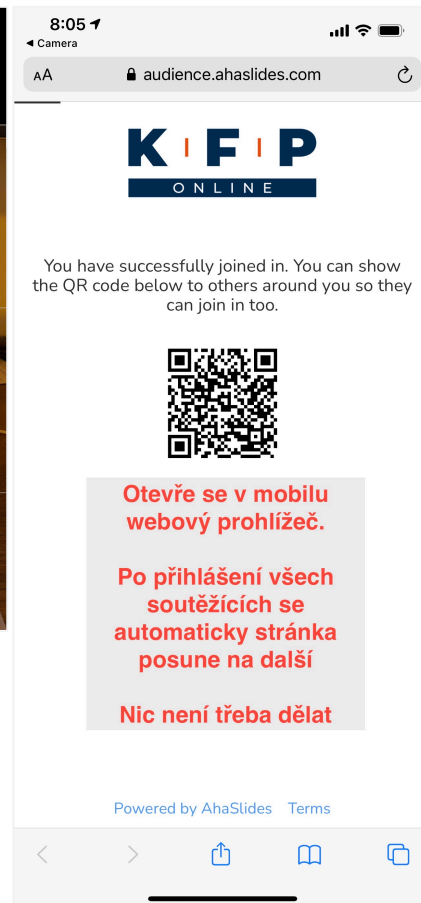 8:05
◀ Camera
AA audience.ahaslides.com
K F P
ONLINE
You have successfully joined in. You can show
the QR code below to others around you so they
can join in too.
Otevře se v mobilu
webový prohlížeč.
Po přihlášení všech
soutěžících se
automaticky stránka
posune na další
Nic není třeba dělat
Powered by AhaSlides Terms